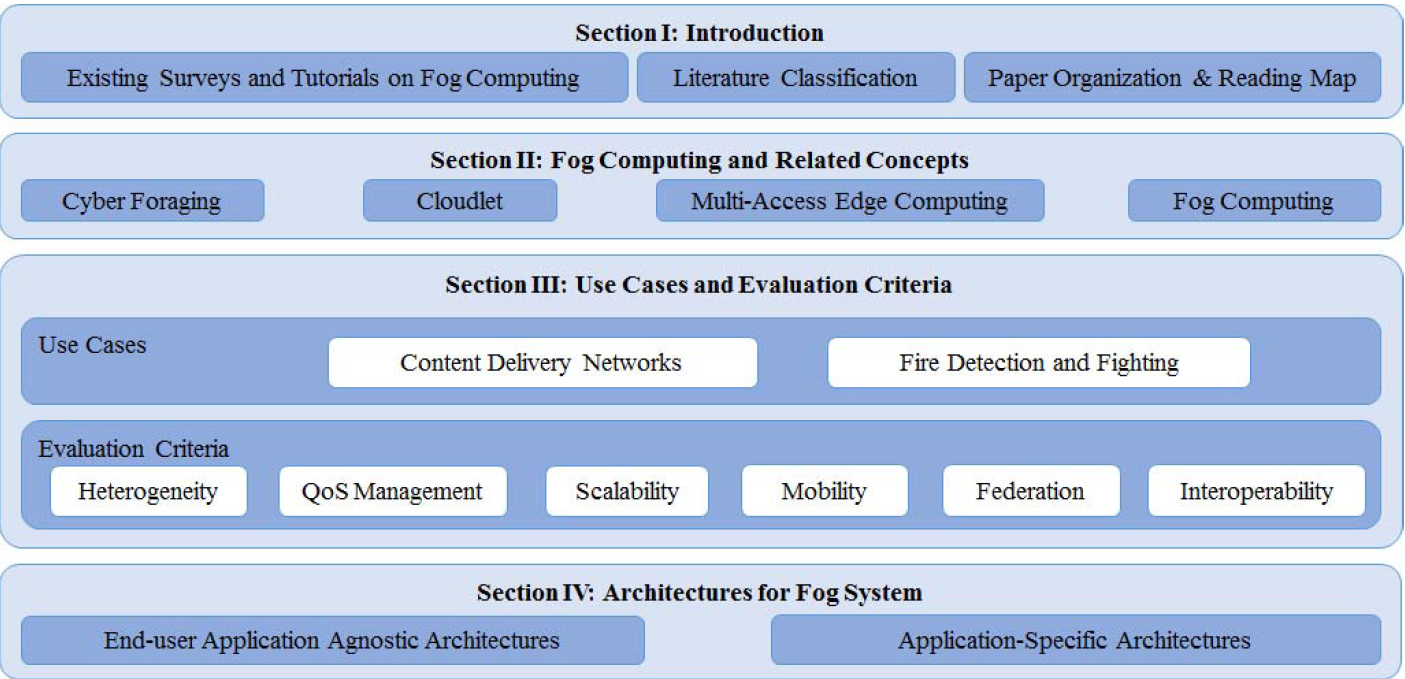 Section I: Introduction
Existing Surveys and Tutorials on Fog Computing
Literature Classification
Paper Organization & Reading Map
Section II: Fog Computing and Related Concepts
Cyber Foraging
Cloudlet
Multi-Access Edge Computing
Fog Computing
Section III: Use Cases and Evaluation Criteria
Use Cases
Content Delivery Networks
Fire Detection and Fighting
Evaluation Criteria
Heterogeneity
QoS Management
Scalability
Mobility
Federation
Interoperability
Section IV: Architectures for Fog System
End-user Application Agnostic Architectures
Application-Specific Architectures